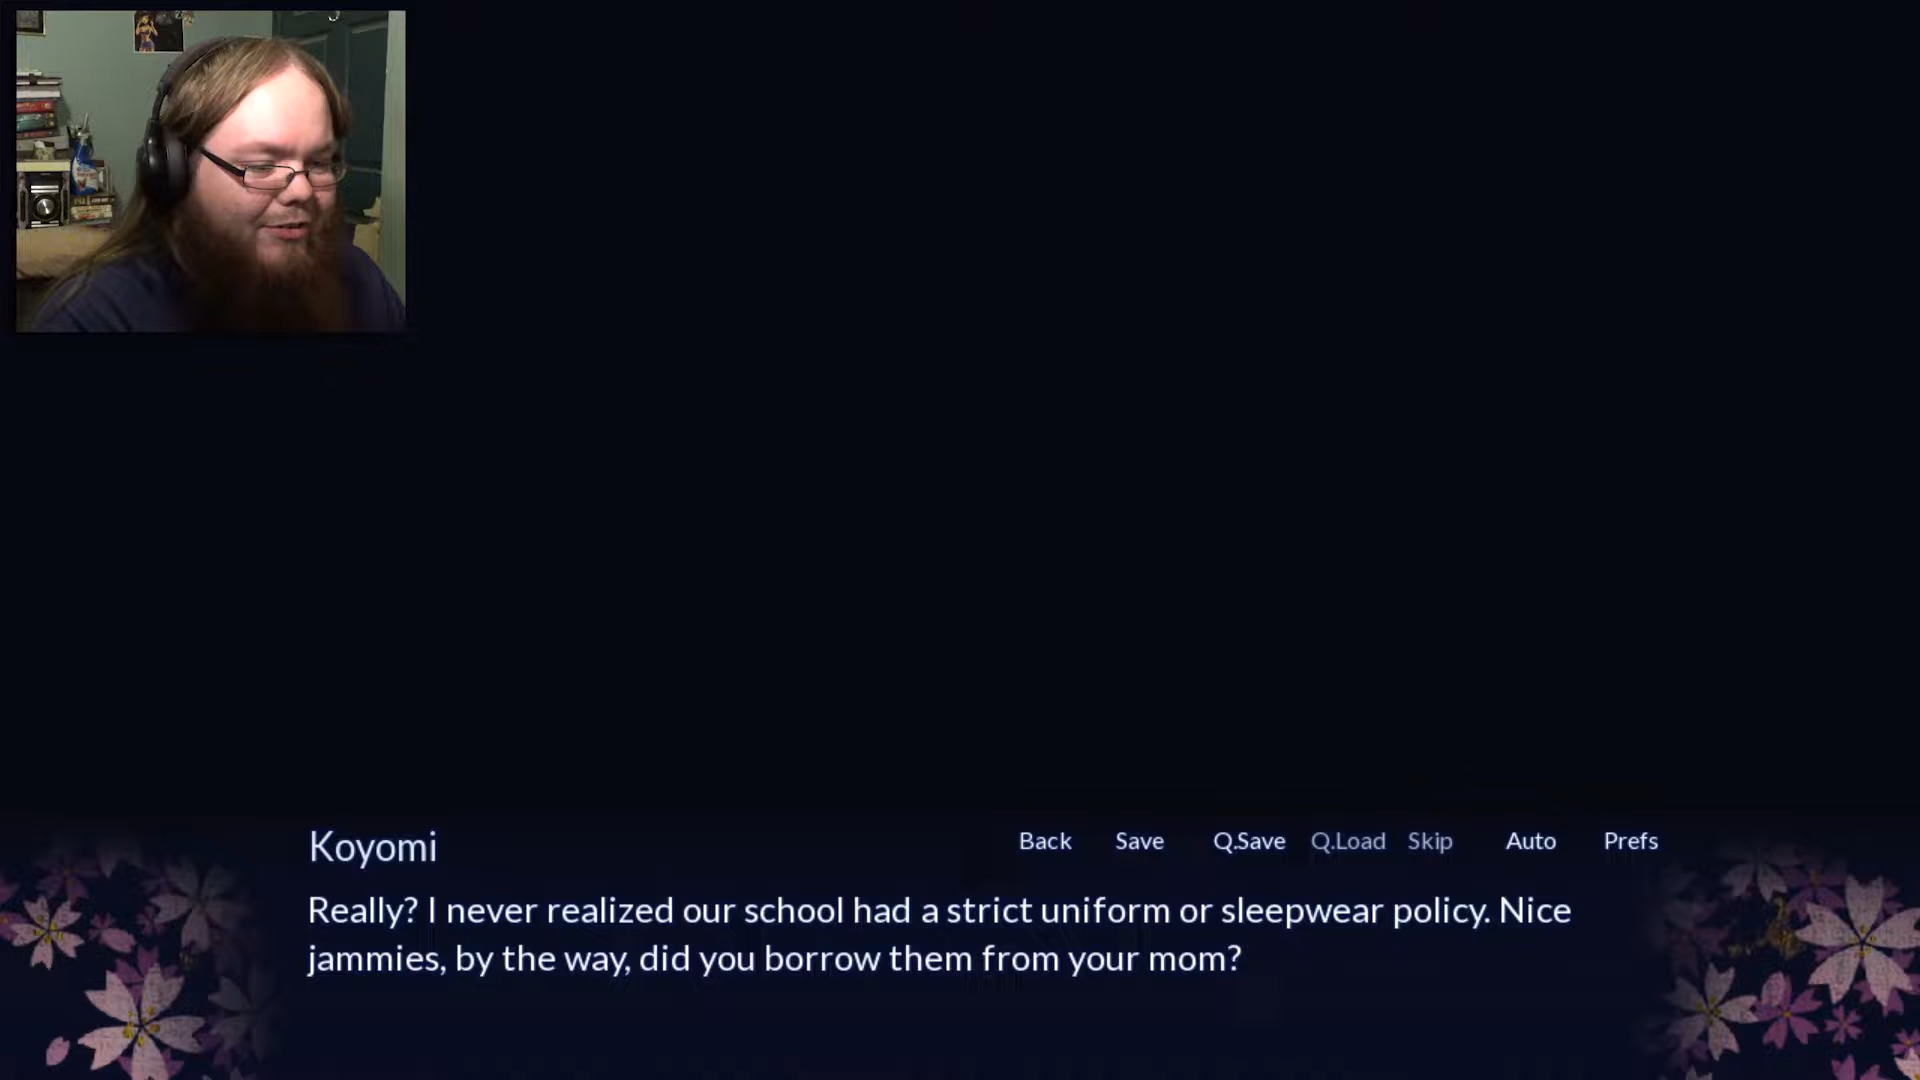 Koyomi
Back Save Q.Save Q.Load Skip Auto Prefs
Really? I never realized our school had a strict uniform or sleepwear policy. Nice
jammies, by the way, did you borrow them from your mom?